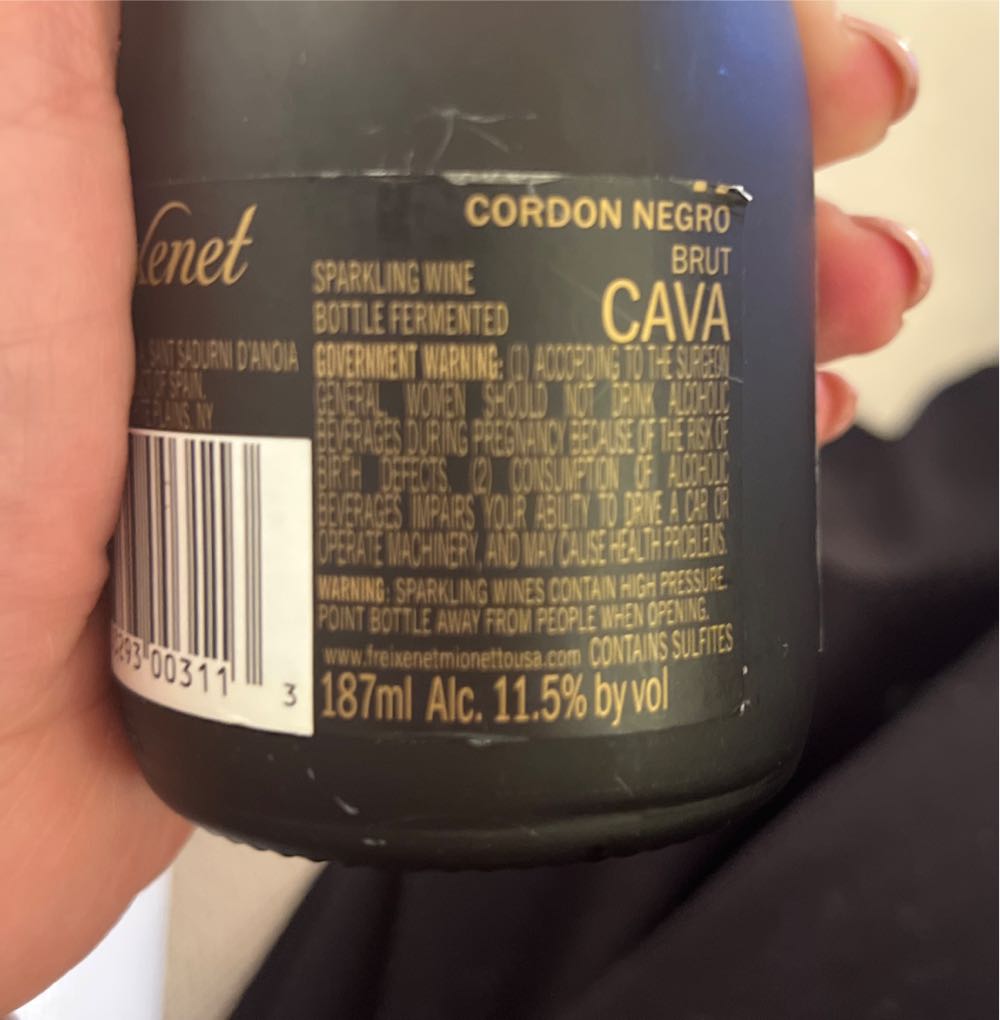 CORDON NEGRO
BRUT
CAVA
enet
SPARKLING WINE
BOTTLE FERMENTED
SANT SADURNI D'ANOIA
OF SPAIN.
PLAINS, NY
GOVERNMENT WARNING: (1) ACCORDING TO THE SURGEON
GENERAL, WOMEN SHOULD NOT DRINK ALCOHOLIC
BEVERAGES DURING PREGNANCY BECAUSE OF THE RISK OF
BIRTH DEFECTS. (2) CONSUMPTION OF ALCOHOLIC
BEVERAGES IMPAIRS YOUR ABILITY TO DRIVE A CAR OR
OPERATE MACHINERY, AND MAY CAUSE HEALTH PROBLEMS.
WARNING: SPARKLING WINES CONTAIN HIGH PRESSURE.
POINT BOTTLE AWAY FROM PEOPLE WHEN OPENING.
www.freixenetmionettousa.com CONTAINS SULFITES
187ml Alc. 11.5% by vol
293 00311 3